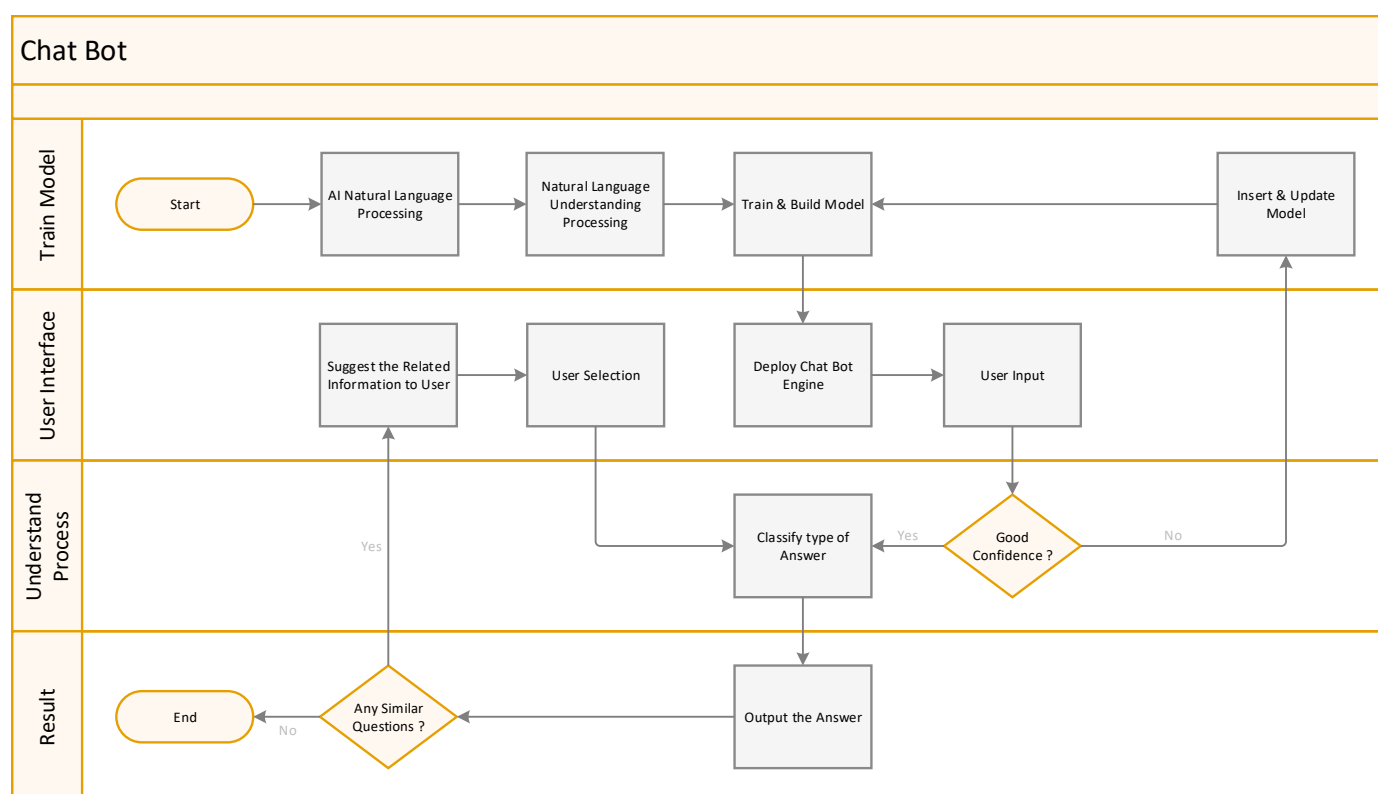 Chat Bot
Train Model
Start
AI Natural Language
Processing
Natural Language
Understanding
Processing
Train & Build Model
Insert & Update
Model
User Interface
Suggest the Related
Information to User
User Selection
Deploy Chat Bot
Engine
User Input
Understand
Process
Yes
Classify type of
Answer
Yes
Good
Confidence ?
No
Result
End
No
Any Similar
Questions ?
Output the Answer